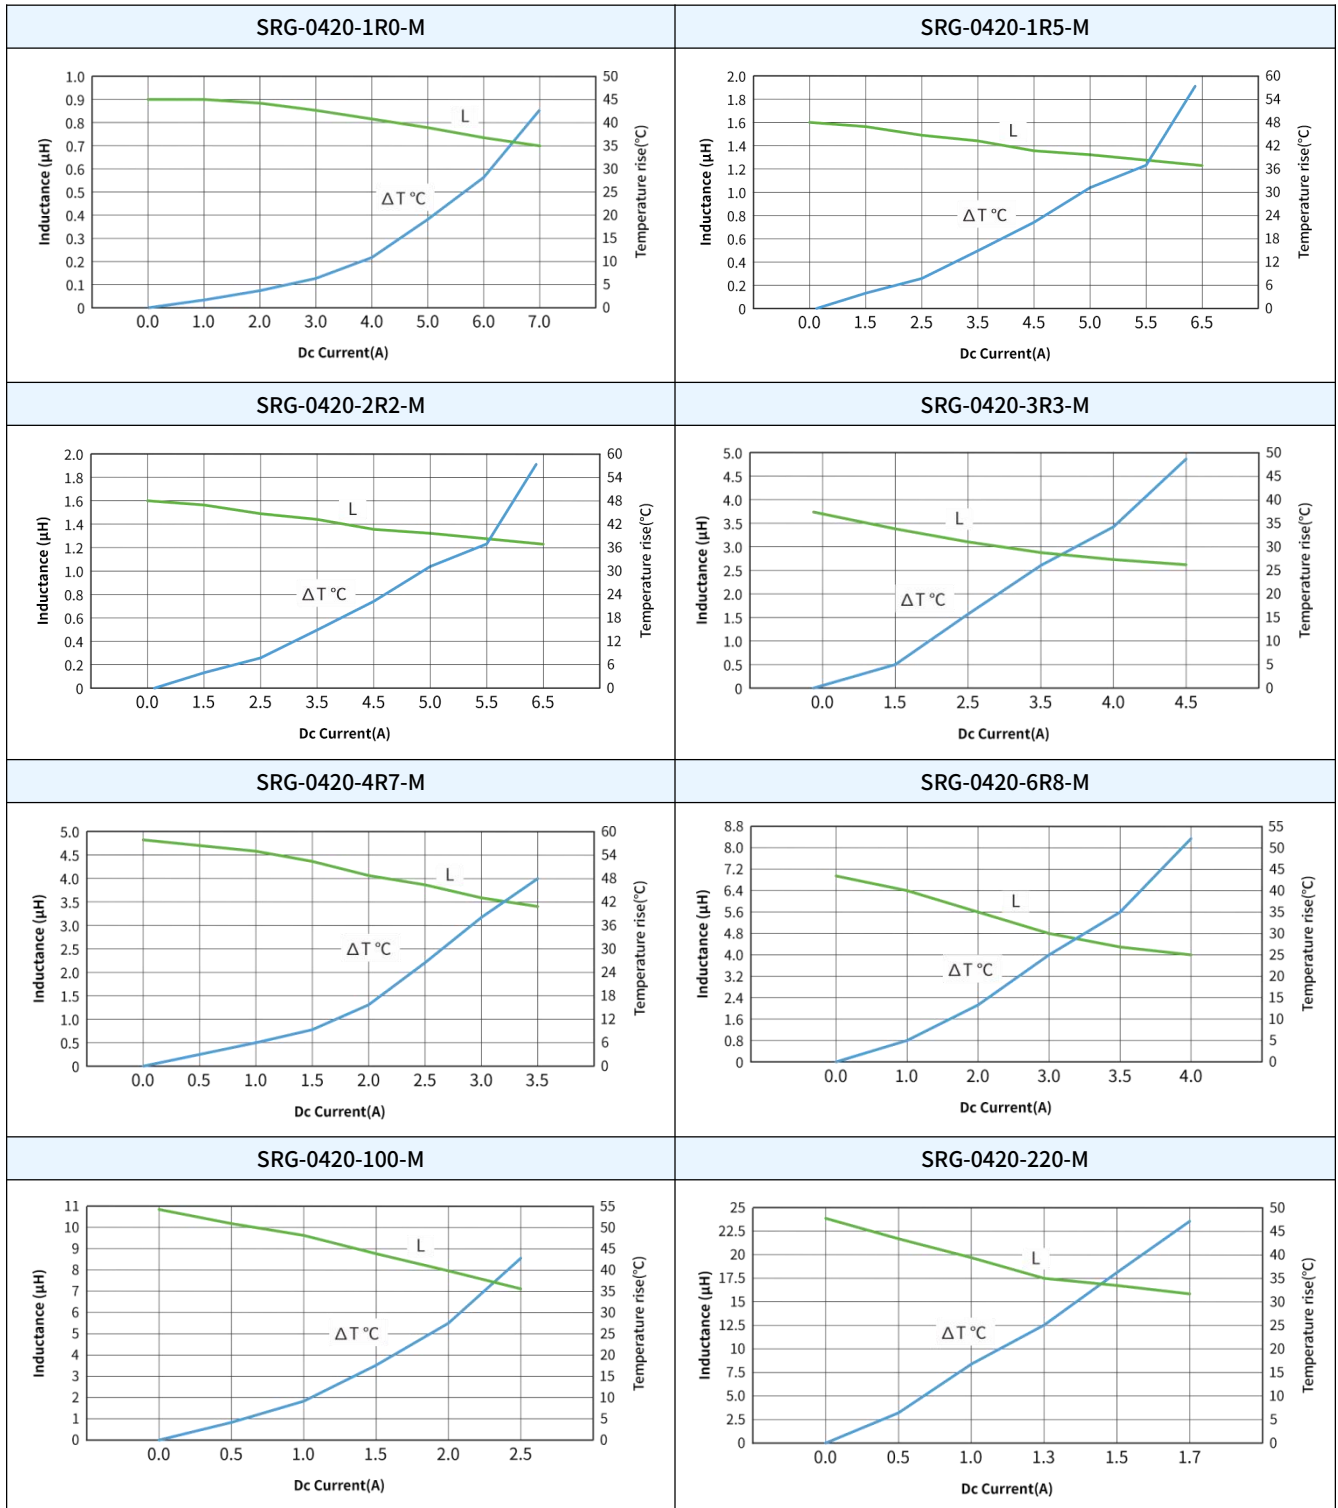 SRG-0420-1R0-M
1.0 50
0.9 45
0.8 40
0.7 35
0.6 30
0.5 25
0.4 20
0.3 15
0.2 10
0.1 5
0 0
L
ΔT℃
Inductance (μH)
Temperature rise(℃)
0.0 1.0 2.0 3.0 4.0 5.0 6.0 7.0
Dc Current(A)
SRG-0420-1R5-M
2.0 60
1.8 54
1.6 48
1.4 42
1.2 36
1.0 30
0.8 24
0.6 18
0.4 12
0.2 6
0 0
L
ΔT℃
Inductance (μH)
Temperature rise(℃)
0.0 1.5 2.5 3.5 4.5 5.0 5.5 6.5
Dc Current(A)
SRG-0420-2R2-M
2.0 60
1.8 54
1.6 48
1.4 42
1.2 36
1.0 30
0.8 24
0.6 18
0.4 12
0.2 6
0 0
L
ΔT℃
Inductance (μH)
Temperature rise(℃)
0.0 1.5 2.5 3.5 4.5 5.0 5.5 6.5
Dc Current(A)
SRG-0420-3R3-M
5.0 50
4.5 45
4.0 40
3.5 35
3.0 30
2.5 25
2.0 20
1.5 15
1.0 10
0.5 5
0 0
L
ΔT℃
Inductance (μH)
Temperature rise(℃)
0.0 1.5 2.5 3.5 4.0 4.5
Dc Current(A)
SRG-0420-4R7-M
5.0 60
4.5 54
4.0 48
3.5 42
3.0 36
2.5 30
2.0 24
1.5 18
1.0 12
0.5 6
0 0
L
ΔT℃
Inductance (μH)
Temperature rise(℃)
0.0 0.5 1.0 1.5 2.0 2.5 3.0 3.5
Dc Current(A)
SRG-0420-6R8-M
8.8 55
8.0 50
7.2 45
6.4 40
5.6 35
4.8 30
4.0 25
3.2 20
2.4 15
1.6 10
0.8 5
0 0
L
ΔT℃
Inductance (μH)
Temperature rise(℃)
0.0 1.0 2.0 3.0 3.5 4.0
Dc Current(A)
SRG-0420-100-M
11 55
10 50
9 45
8 40
7 35
6 30
5 25
4 20
3 15
2 10
1 5
0 0
L
ΔT℃
Inductance (μH)
Temperature rise(℃)
0.0 0.5 1.0 1.5 2.0 2.5
Dc Current(A)
SRG-0420-220-M
25 50
22.5 45
20 40
17.5 35
15 30
12.5 25
10 20
7.5 15
5.0 10
2.5 5
0 0
L
ΔT℃
Inductance (μH)
Temperature rise(℃)
0.0 0.5 1.0 1.3 1.5 1.7
Dc Current(A)